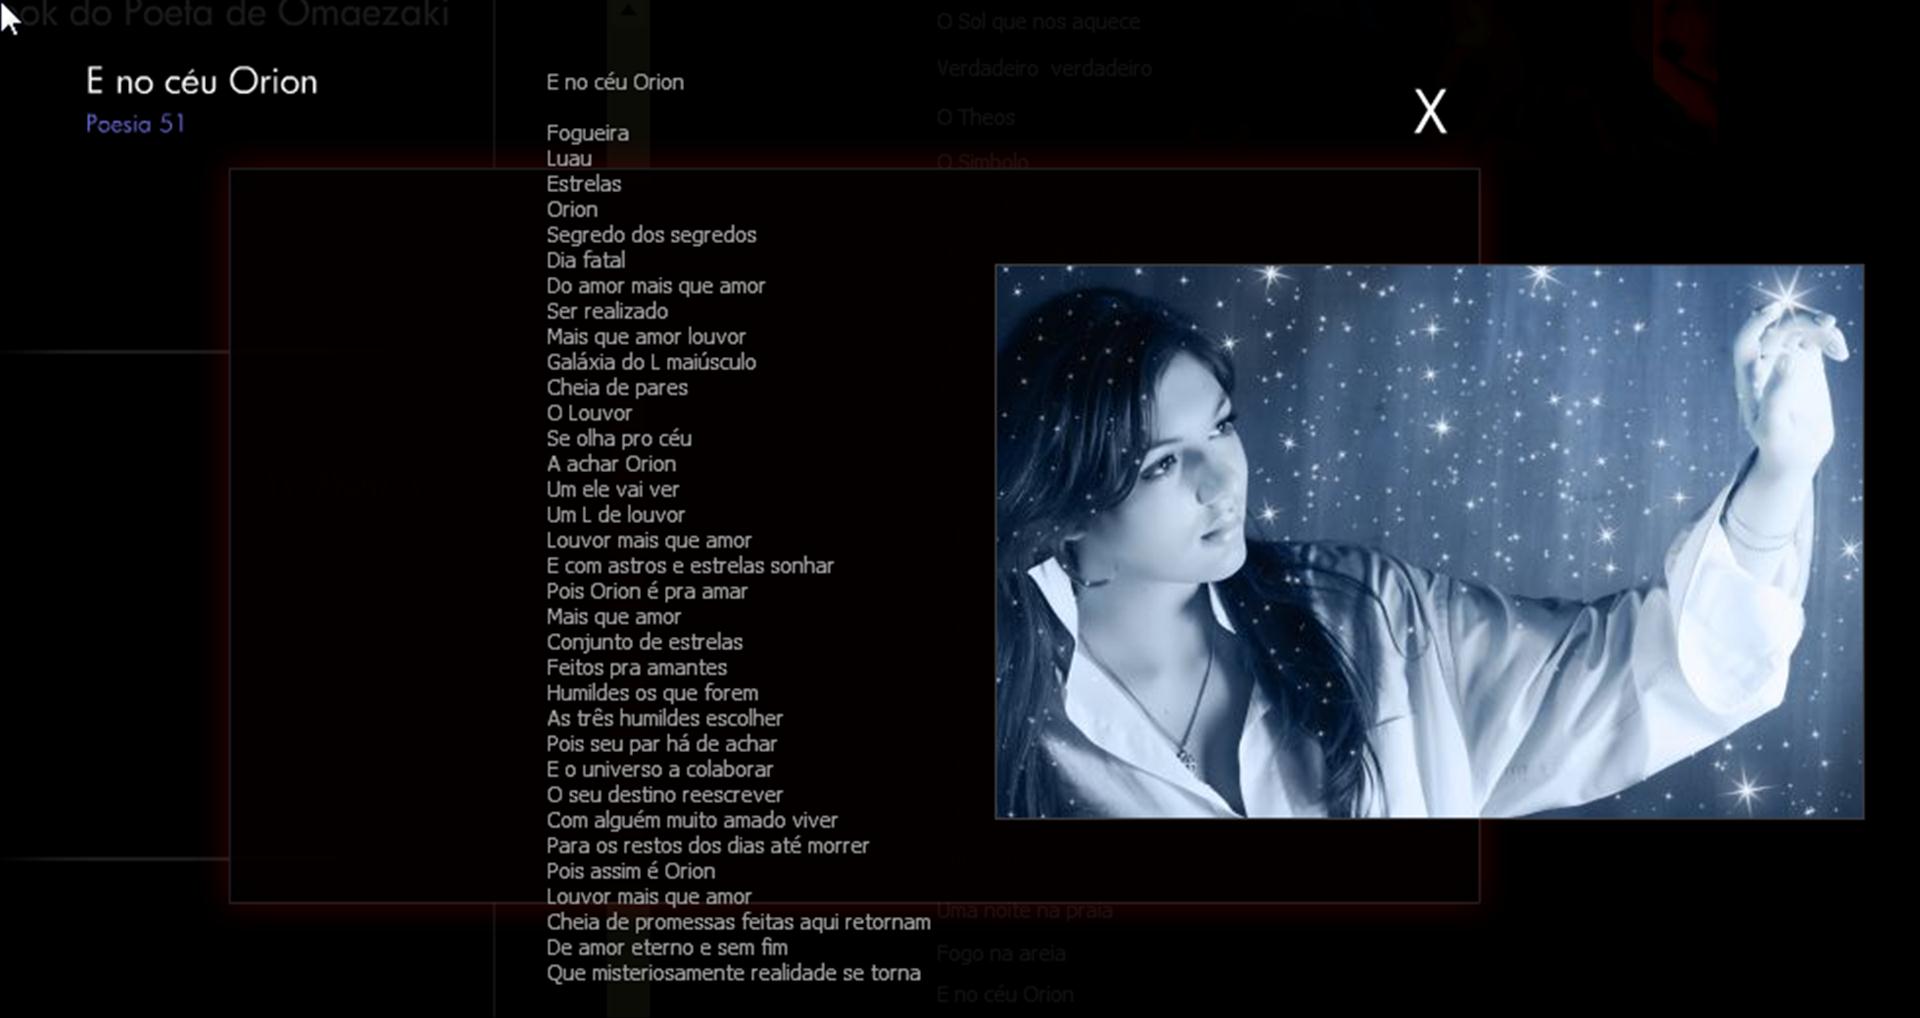 ok do Poeta de Omaezaki
E no céu Orion
Poesia 51
X
E no céu Orion
Fogueira
Luau
Estrelas
Orion
Segredo dos segredos
Dia fatal
Do amor mais que amor
Ser realizado
Mais que amor louvor
Galáxia do L maiúsculo
Cheia de pares
O Louvor
Se olha pro céu
A achar Orion
Um ele vai ver
Um L de louvor
Louvor mais que amor
E com astros e estrelas sonhar
Pois Orion é pra amar
Mais que amor
Conjunto de estrelas
Feitos pra amantes
Humildes os que forem
As três humildes escolher
Pois seu par há de achar
E o universo a colaborar
O seu destino reescrever
Com alguém muito amado viver
Para os restos dos dias até morrer
Pois assim é Orion
Louvor mais que amor
Cheia de promessas feitas aqui retornam
De amor eterno e sem fim
Que misteriosamente realidade se torna
O Sol que nos aquece
Verdadeiro verdadeiro
O Theos
O Simbolo
Uma noite na praia
Fogo na areia
E no céu Orion